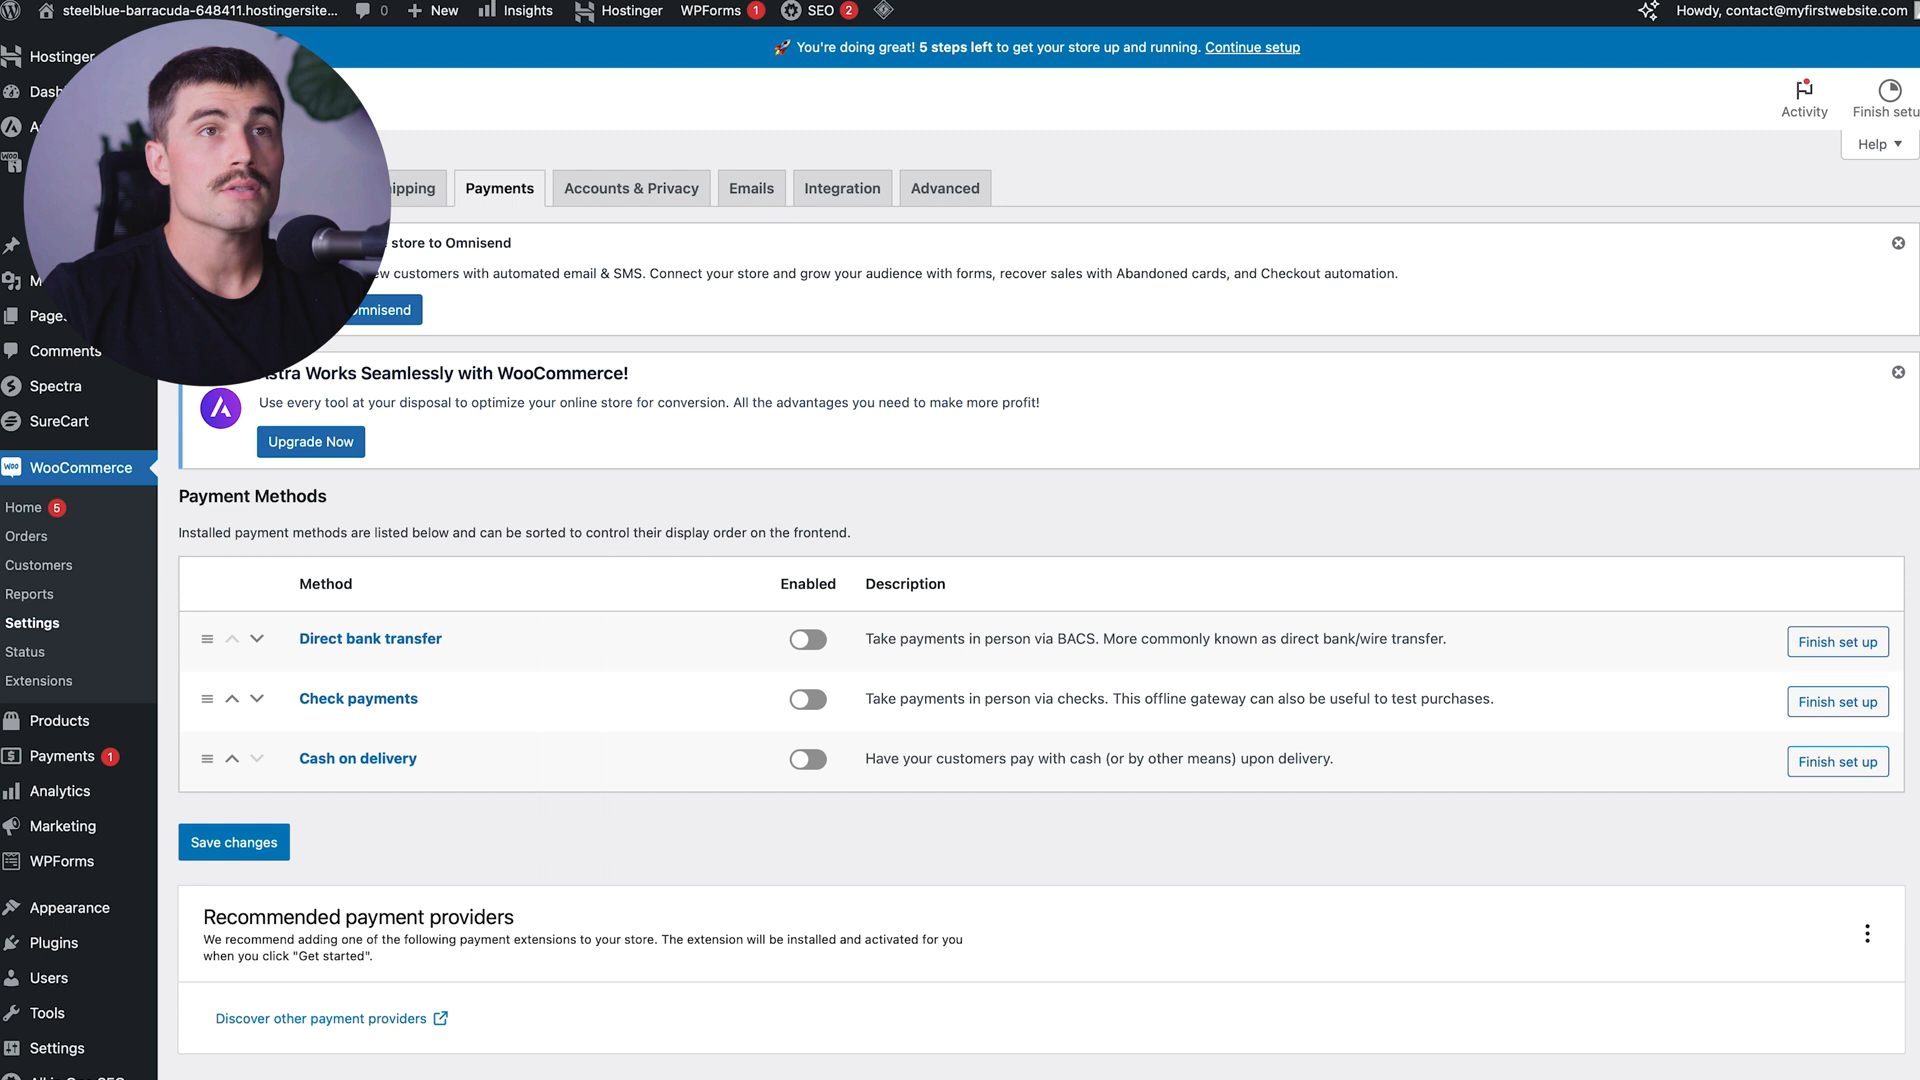 steelblue-barracuda-648411.hostingersite... 0 New Insights Hostinger WPForms 1 SEO 2 Howdy, contact@myfirstwebsite.com
🚀 You're doing great! 5 steps left to get your store up and running. Continue setup
Hostinger
Activity
Finish setu
Help
Payments
Accounts & Privacy
Emails
Integration
Advanced
store to Omnisend
customers with automated email & SMS. Connect your store and grow your audience with forms, recover sales with Abandoned cards, and Checkout automation.
Astra Works Seamlessly with WooCommerce!
Use every tool at your disposal to optimize your online store for conversion. All the advantages you need to make more profit!
Upgrade Now
Comments
Spectra
SureCart
WooCommerce
Home 5
Orders
Customers
Reports
Settings
Status
Extensions
Products
Payments 1
Analytics
Marketing
WPForms
Appearance
Plugins
Users
Tools
Settings
Payment Methods
Installed payment methods are listed below and can be sorted to control their display order on the frontend.
Method Enabled Description
Direct bank transfer Take payments in person via BACS. More commonly known as direct bank/wire transfer. Finish set up
Check payments Take payments in person via checks. This offline gateway can also be useful to test purchases. Finish set up
Cash on delivery Have your customers pay with cash (or by other means) upon delivery. Finish set up
Save changes
Recommended payment providers
We recommend adding one of the following payment extensions to your store. The extension will be installed and activated for you
when you click "Get started".
Discover other payment providers